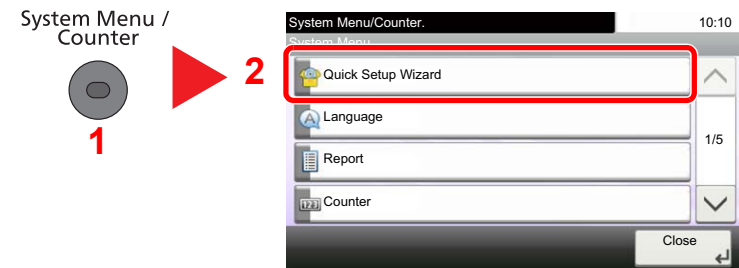 System Menu /
Counter
1
2
System Menu/Counter.
10:10
System Menu
Quick Setup Wizard
Language
1/5
Report
123 Counter
Close